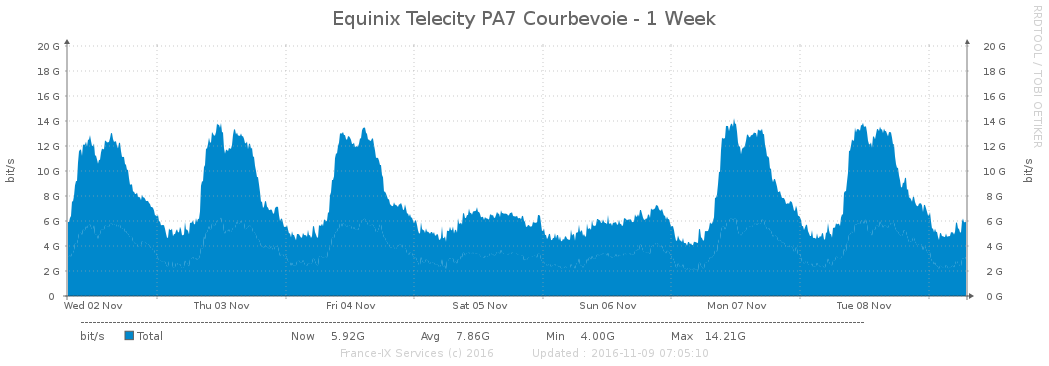 Equinix Telecity PA7 Courbevoie - 1 Week
RRDTOOL / TOBI OETIKER
bit/s
20 G 20 G
18 G 18 G
16 G 16 G
14 G 14 G
12 G 12 G
10 G 10 G
8 G 8 G
6 G 6 G
4 G 4 G
2 G 2 G
0 0 G
bit/s
Wed 02 Nov Thu 03 Nov Fri 04 Nov Sat 05 Nov Sun 06 Nov Mon 07 Nov Tue 08 Nov
bit/s Total Now 5.92G Avg 7.86G Min 4.00G Max 14.21G
France-IX Services (c) 2016 Updated : 2016-11-09 07:05:10